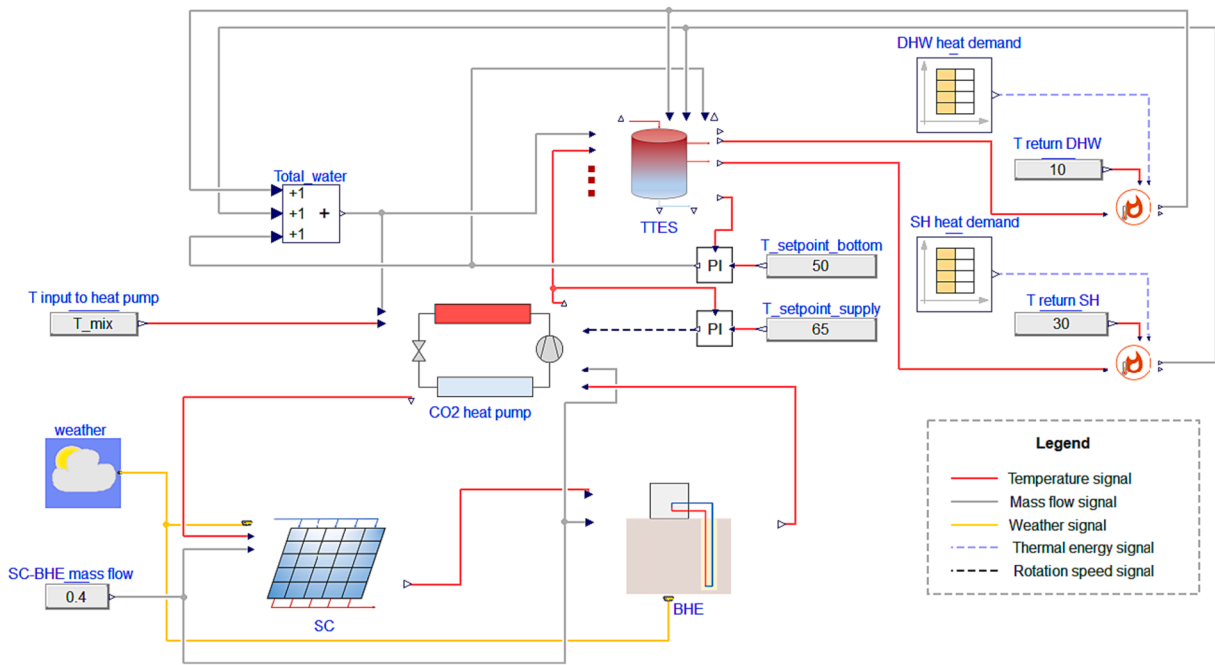 DHW heat demand
T return DHW
10
Total_water
+1
+1
+
+1
TTES
SH heat demand
T_setpoint_bottom
PI
50
T input to heat pump
T_mix
T_setpoint_supply
PI
65
T return SH
30
CO2 heat pump
weather
Legend
Temperature signal
Mass flow signal
Weather signal
Thermal energy signal
Rotation speed signal
SC-BHE mass flow
0.4
SC
BHE